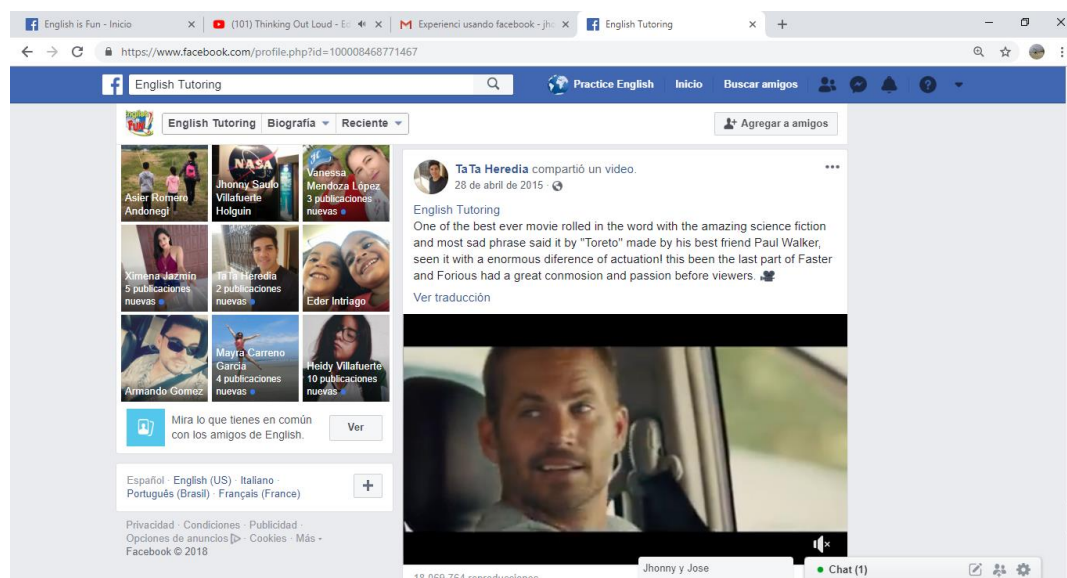 English is Fun - Inicio
(101) Thinking Out Loud - Ed
Experienci usando facebook - jho
English Tutoring
https://www.facebook.com/profile.php?id=100008468771467
English Tutoring
Practice English
Inicio
Buscar amigos
English Tutoring
Biografía
Reciente
Agregar a amigos
Asier Romero
Andonegi
NASA
Jhonny Saulo
Villafuerte
Holguin
Vanessa
Mendoza López
3 publicaciones
nuevas
Ximena Jazmín
5 publicaciones
nuevas
TaTa Heredia
2 publicaciones
nuevas
Eder Intriago
Armando Gomez
Mayra Carreno
Garcia
4 publicaciones
nuevas
Heidy Villafuerte
10 publicaciones
nuevas
Mira lo que tienes en común
con los amigos de English.
Ver
Español · English (US) · Italiano ·
Português (Brasil) · Français (France)
Privacidad · Condiciones · Publicidad ·
Opciones de anuncios · Cookies · Más
Facebook © 2018
TaTa Heredia compartió un video.
28 de abril de 2015 ·
English Tutoring
One of the best ever movie rolled in the word with the amazing science fiction
and most sad phrase said it by "Toreto" made by his best friend Paul Walker,
seen it with a enormous diference of actuation! this been the last part of Faster
and Forious had a great conmosion and passion before viewers.
Ver traducción
Jhonny y Jose
Chat (1)